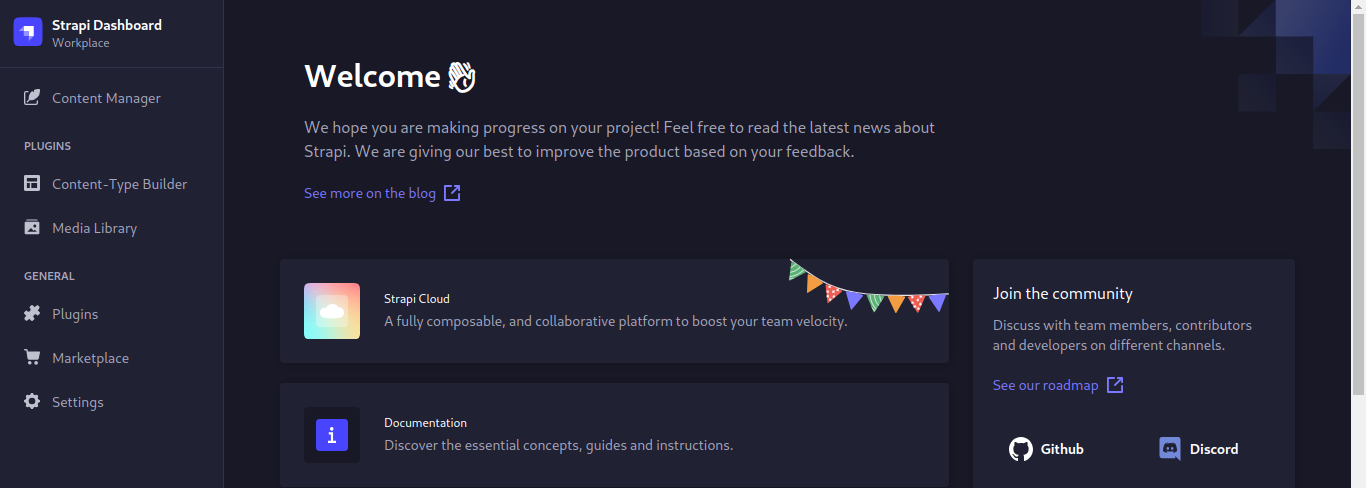 Strapi Dashboard
Workplace
Content Manager
PLUGINS
Content-Type Builder
Media Library
GENERAL
Plugins
Marketplace
Settings
Welcome 👋
We hope you are making progress on your project! Feel free to read the latest news about
Strapi. We are giving our best to improve the product based on your feedback.
See more on the blog
Strapi Cloud
A fully composable, and collaborative platform to boost your team velocity.
Documentation
Discover the essential concepts, guides and instructions.
Join the community
Discuss with team members, contributors
and developers on different channels.
See our roadmap
Github
Discord